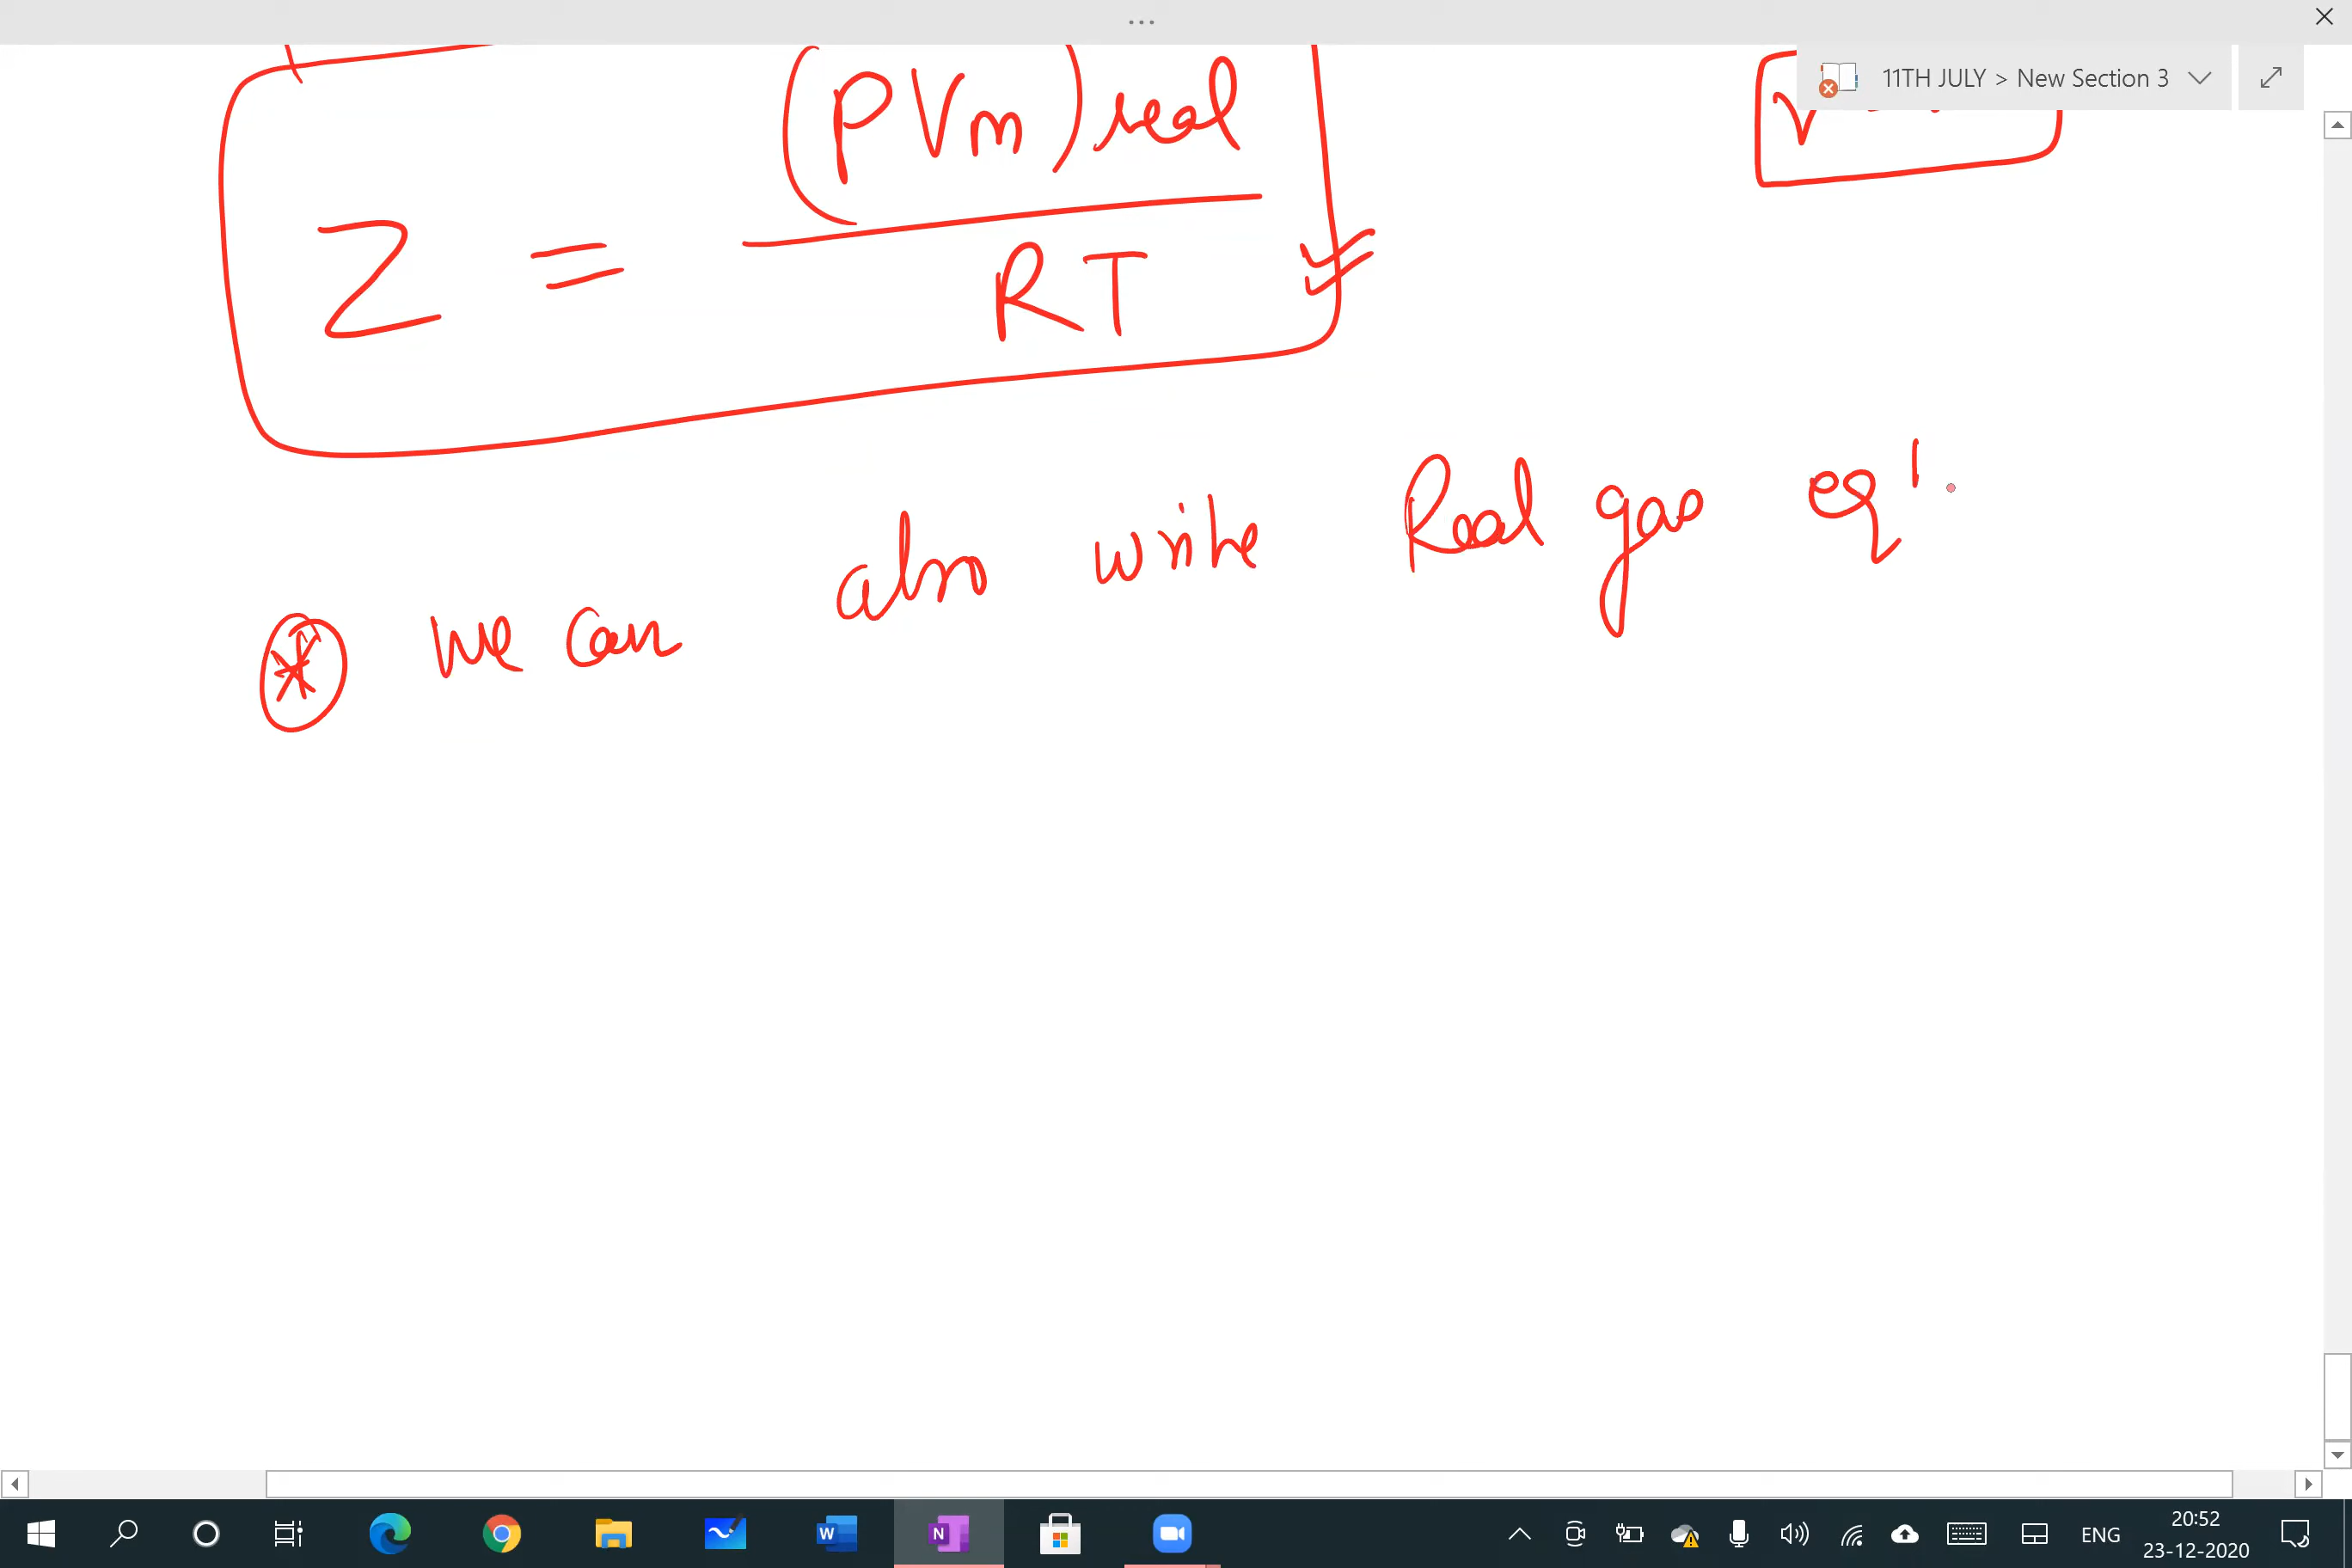 11TH JULY > New Section 3
(PVm)real
Z =
RT
* we can also write Real gas eq'
ENG
20:52
23-12-2020